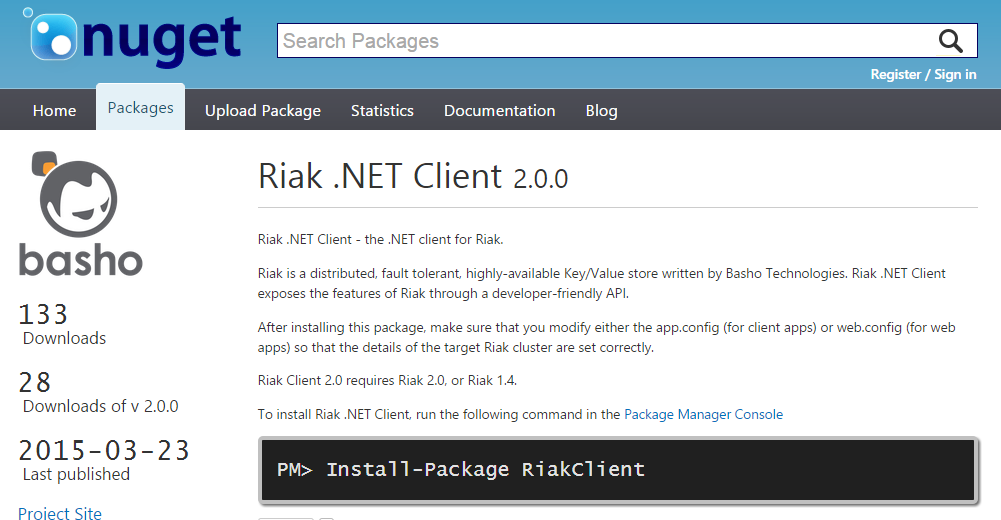 nuget
Search Packages
Register / Sign in
Home Packages Upload Package Statistics Documentation Blog
basho
133
Downloads
28
Downloads of v 2.0.0
2015-03-23
Last published
Project Site
Riak .NET Client 2.0.0
Riak .NET Client - the .NET client for Riak.
Riak is a distributed, fault tolerant, highly-available Key/Value store written by Basho Technologies. Riak .NET Client
exposes the features of Riak through a developer-friendly API.
After installing this package, make sure that you modify either the app.config (for client apps) or web.config (for web
apps) so that the details of the target Riak cluster are set correctly.
Riak Client 2.0 requires Riak 2.0, or Riak 1.4.
To install Riak .NET Client, run the following command in the Package Manager Console
PM> Install-Package RiakClient